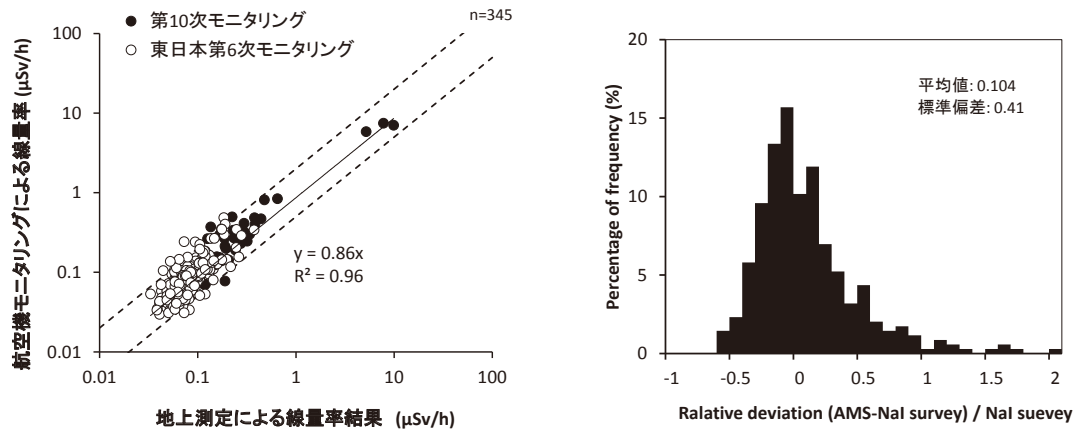 n=345
● 第10次モニタリング
○ 東日本第6次モニタリング
航空機モニタリングによる線量率 (μSv/h)
100
10
1
0.1
0.01
y = 0.86x
R² = 0.96
0.01 0.1 1 10 100
地上測定による線量率結果 (μSv/h)
Percentage of frequency (%)
20
15
10
5
0
平均値: 0.104
標準偏差: 0.41
-1 -0.5 0 0.5 1 1.5 2
Ralative deviation (AMS-NaI survey) / NaI suevey